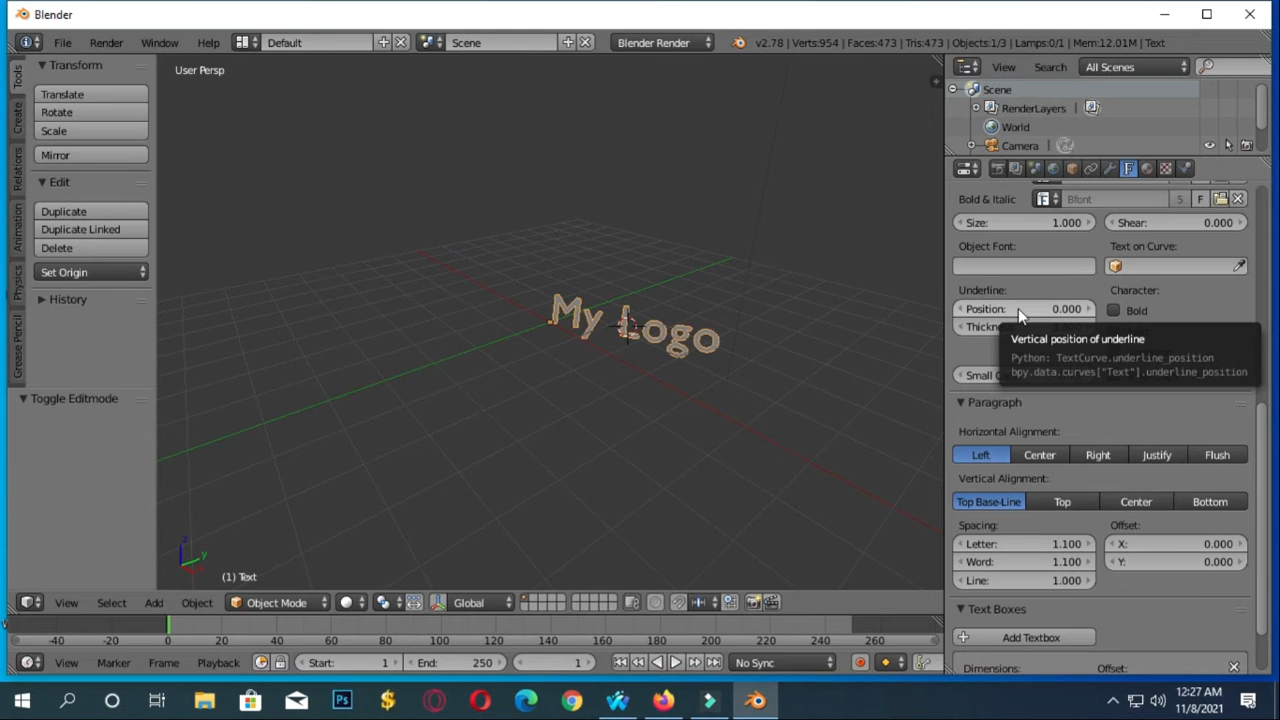 Blender
File Render Window Help Default Scene Blender Render v2.78 | Verts:954 | Faces:473 | Tris:473 | Objects:1/3 | Lamps:0/1 | Mem:12.01M | Text
Tools
Create
Relations
Animation
Physics
Grease Pencil
Transform
Translate
Rotate
Scale
Mirror
Edit
Duplicate
Duplicate Linked
Delete
Set Origin
History
Toggle Editmode
User Persp
My Logo
(1) Text
View Search All Scenes
Scene
RenderLayers
World
Camera
Bold & Italic Bfont 5 F
Size: 1.000 Shear: 0.000
Object Font: Text on Curve:
Underline: Character:
Position: 0.000 Bold
Vertical position of underline
Python: TextCurve.underline_position
bpy.data.curves["Text"].underline_position
Paragraph
Horizontal Alignment:
Left Center Right Justify Flush
Vertical Alignment:
Top Base-Line Top Center Bottom
Spacing: Offset:
Letter: 1.100 X: 0.000
Word: 1.100 Y: 0.000
Line: 1.000
Text Boxes
Add Textbox
Dimensions: Offset:
View Select Add Object Object Mode Global
-40 -20 0 20 40 60 80 100 120 140 160 180 200 220 240 260
View Marker Frame Playback Start: 1 End: 250 1 No Sync
12:27 AM
11/8/2021